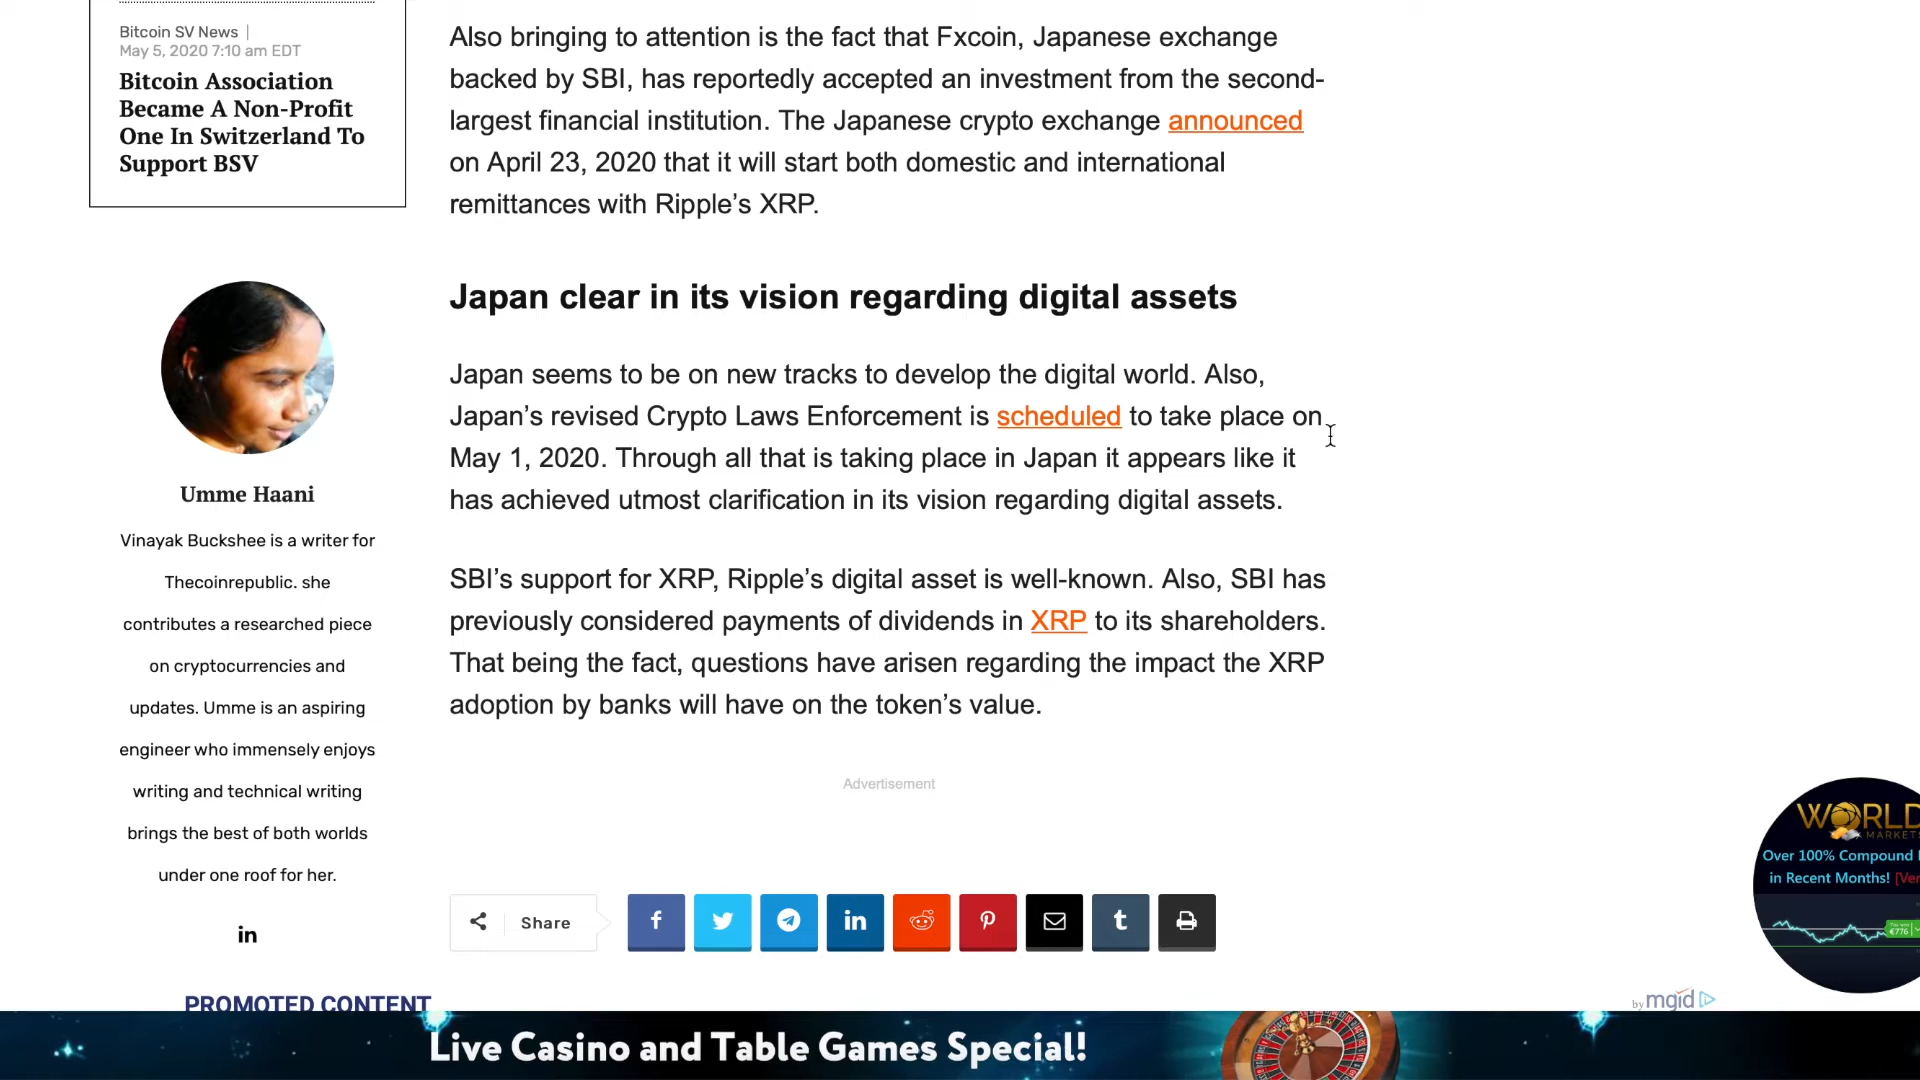 Bitcoin SV News |
May 5, 2020 7:10 am EDT
Bitcoin Association
Became A Non-Profit
One In Switzerland To
Support BSV
Umme Haani
Vinayak Buckshee is a writer for
Thecoinrepublic. she
contributes a researched piece
on cryptocurrencies and
updates. Umme is an aspiring
engineer who immensely enjoys
writing and technical writing
brings the best of both worlds
under one roof for her.
in
Also bringing to attention is the fact that Fxcoin, Japanese exchange
backed by SBI, has reportedly accepted an investment from the second-
largest financial institution. The Japanese crypto exchange announced
on April 23, 2020 that it will start both domestic and international
remittances with Ripple’s XRP.
Japan clear in its vision regarding digital assets
Japan seems to be on new tracks to develop the digital world. Also,
Japan’s revised Crypto Laws Enforcement is scheduled to take place on
May 1, 2020. Through all that is taking place in Japan it appears like it
has achieved utmost clarification in its vision regarding digital assets.
SBI’s support for XRP, Ripple’s digital asset is well-known. Also, SBI has
previously considered payments of dividends in XRP to its shareholders.
That being the fact, questions have arisen regarding the impact the XRP
adoption by banks will have on the token’s value.
Advertisement
Share
f
in
t
WORLD
MARKETS
Over 100% Compound
in Recent Months! [Ver
€776
PROMOTED CONTENT
by mgid
Live Casino and Table Games Special!